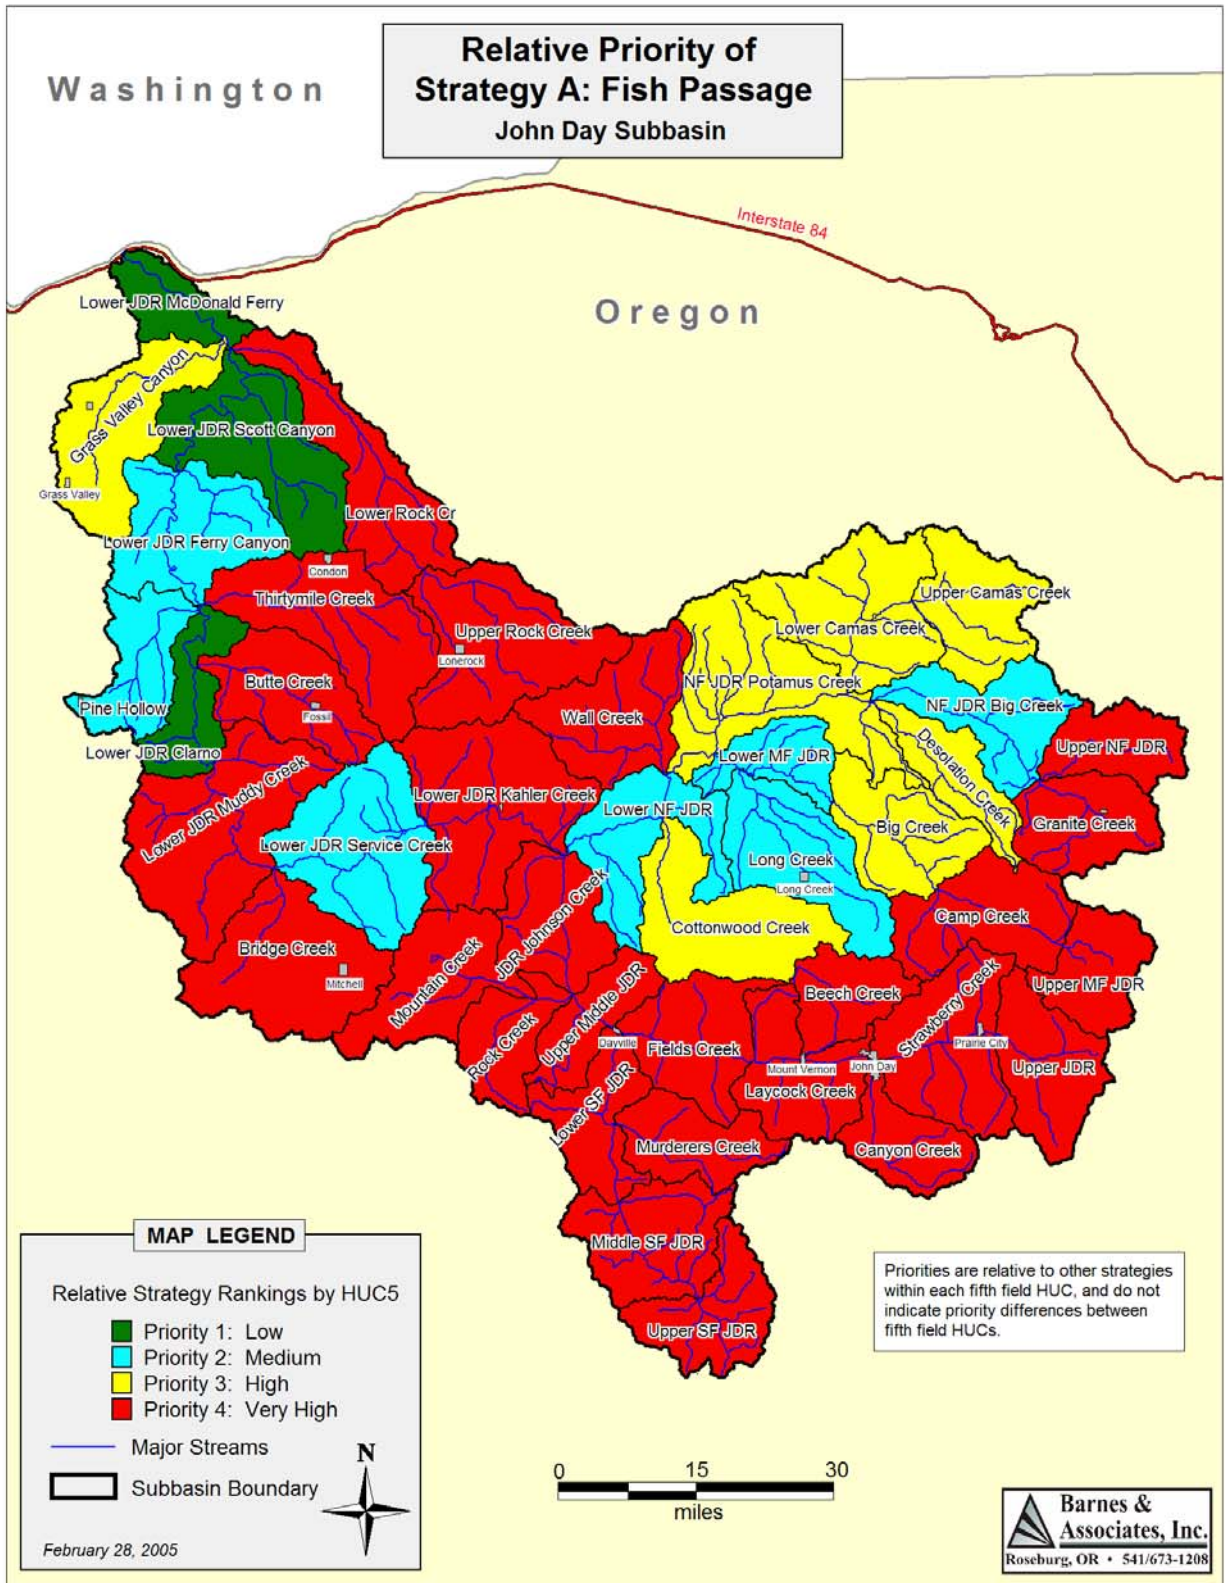 Relative Priority of
Strategy A: Fish Passage
John Day Subbasin
Washington
Interstate 84
Oregon
Lower JDR McDonald Ferry
Grass Valley Canyon
Lower JDR Scott Canyon
Grass Valley
Lower Rock Cr
Lower JDR Ferry Canyon
Condon
Thirtymile Creek
Upper Rock Creek
Lonerock
Upper Camas Creek
Lower Camas Creek
NF JDR Potamus Creek
Butte Creek
Fossil
Pine Hollow
Wall Creek
NF JDR Big Creek
Lower JDR Clarno
Lower MF JDR
Desolation Creek
Upper NF JDR
Lower JDR Muddy Creek
Lower JDR Kahler Creek
Lower NF JDR
Big Creek
Granite Creek
Lower JDR Service Creek
Long Creek
Long Creek
JDR Johnson Creek
Camp Creek
Cottonwood Creek
Bridge Creek
Mitchell
Mountain Creek
Upper Middle JDR
Beech Creek
Strawberry Creek
Upper MF JDR
Rock Creek
Dayville
Fields Creek
Mount Vernon
John Day
Prairie City
Upper JDR
Laycock Creek
Lower SF JDR
Murderers Creek
Canyon Creek
Middle SF JDR
Upper SF JDR
MAP LEGEND
Relative Strategy Rankings by HUC5
Priority 1: Low
Priority 2: Medium
Priority 3: High
Priority 4: Very High
Major Streams
Subbasin Boundary
N
February 28, 2005
0 15 30
miles
Priorities are relative to other strategies
within each fifth field HUC, and do not
indicate priority differences between
fifth field HUCs.
Barnes &
Associates, Inc.
Roseburg, OR • 541/673-1208